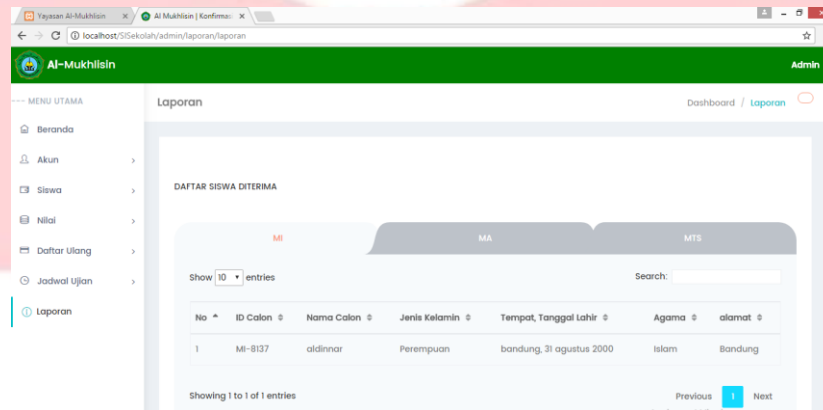 Yayasan Al-Mukhlisin
Al Mukhlisin | Konfirmas
localhost/SISekolah/admin/laporan/laporan
Al-Mukhlisin
Admin
--- MENU UTAMA
Laporan
Dashboard / Laporan
Beranda
Akun
Siswa
Nilai
Daftar Ulang
Jadwal Ujian
Laporan
DAFTAR SISWA DITERIMA
MI MA MTS
Show 10 entries
Search:
No ID Calon Nama Calon Jenis Kelamin Tempat, Tanggal Lahir Agama alamat
1 MI-8137 aldinnar Perempuan bandung, 31 agustus 2000 Islam Bandung
Showing 1 to 1 of 1 entries
Previous 1 Next